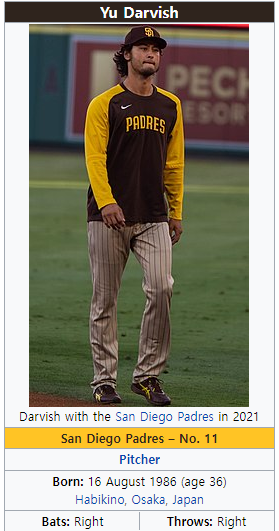 Yu Darvish
SD
PECH
RESORT
PADRES
Darvish with the San Diego Padres in 2021
San Diego Padres – No. 11
Pitcher
Born: 16 August 1986 (age 36)
Habikino, Osaka, Japan
Bats: Right
Throws: Right